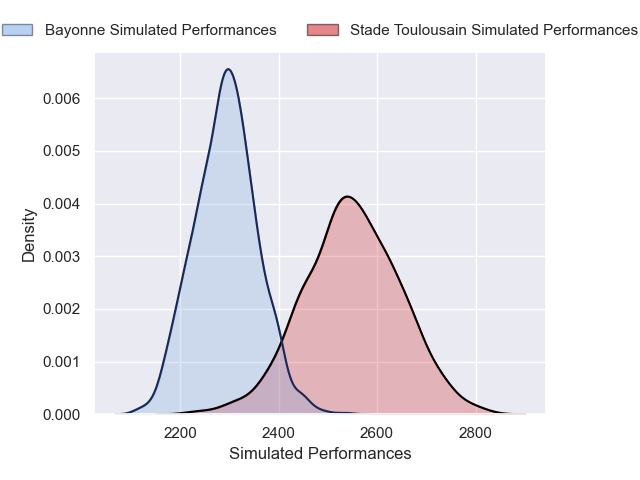 Bayonne Simulated Performances
Stade Toulousain Simulated Performances
0.006
0.005
0.004
0.003
0.002
0.001
0.000
Density
2200
2400
2600
2800
Simulated Performances